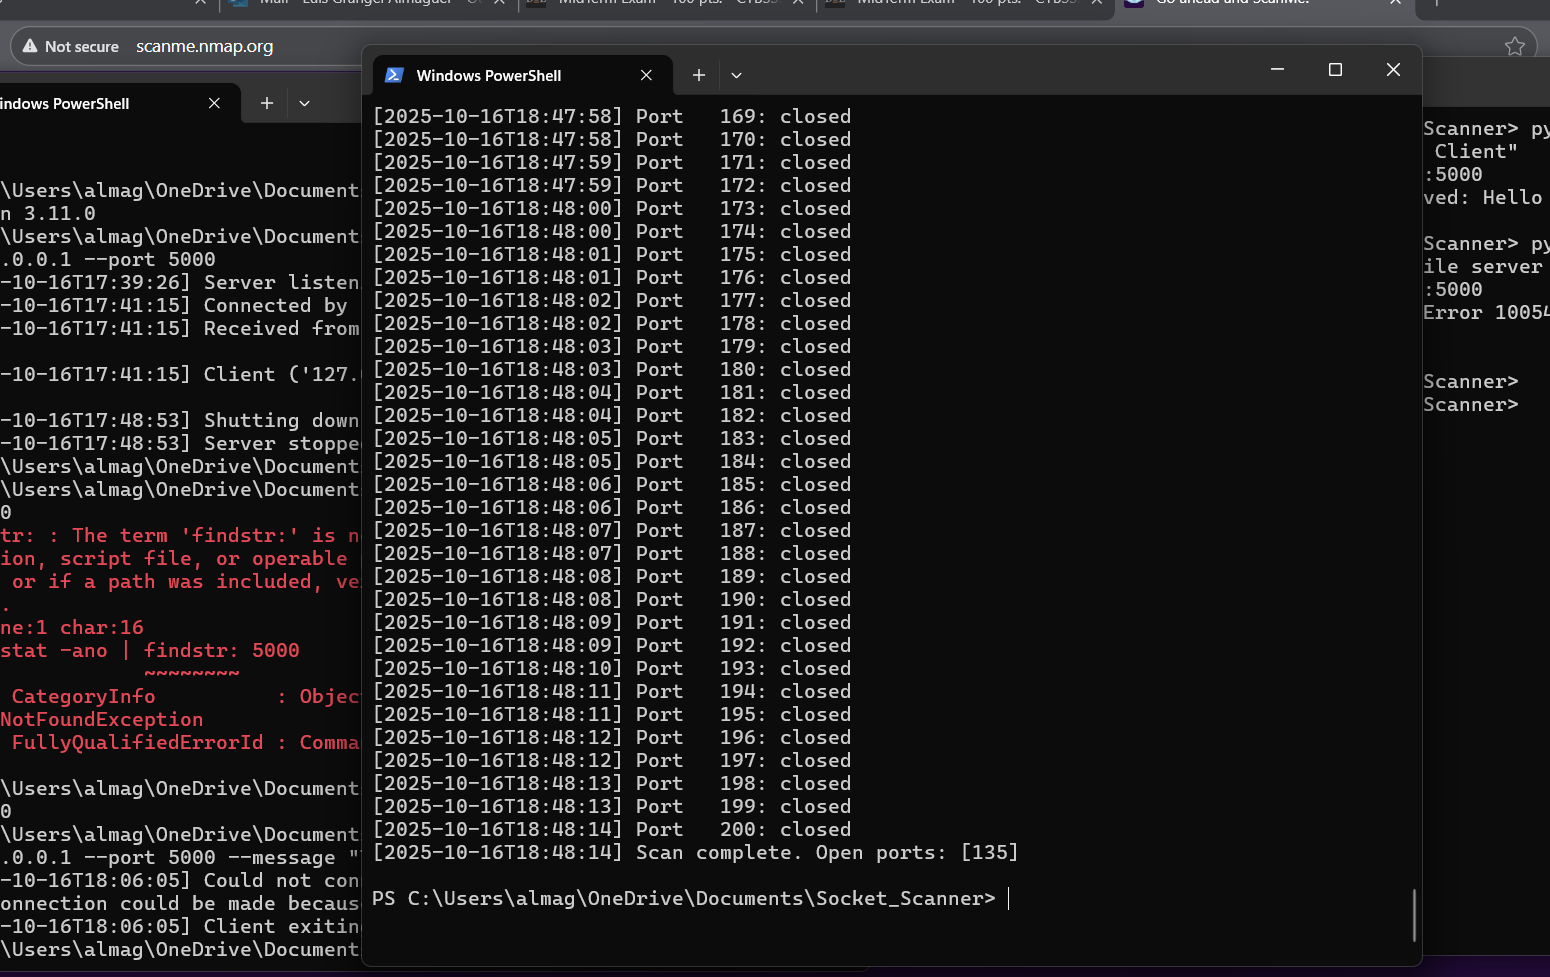 Mail - Luis Grangel Almaguer - O
MidTerm Exam - 100 pts. - CYBS
MidTerm Exam - 100 pts. - CYBS
Go ahead and ScanMe!
Not secure scanme.nmap.org
indows PowerShell
\Users\almag\OneDrive\Document
n 3.11.0
\Users\almag\OneDrive\Document
.0.0.1 --port 5000
-10-16T17:39:26] Server listen
-10-16T17:41:15] Connected by
-10-16T17:41:15] Received from
-10-16T17:41:15] Client ('127.
-10-16T17:48:53] Shutting down
-10-16T17:48:53] Server stoppe
\Users\almag\OneDrive\Document
\Users\almag\OneDrive\Document
0
tr: : The term 'findstr:' is n
ion, script file, or operable
or if a path was included, ve
.
ne:1 char:16
stat -ano | findstr: 5000
~~~~~~~~
CategoryInfo : Objec
NotFoundException
FullyQualifiedErrorId : Comma
\Users\almag\OneDrive\Document
0
\Users\almag\OneDrive\Document
.0.0.1 --port 5000 --message "
-10-16T18:06:05] Could not con
onnection could be made becaus
-10-16T18:06:05] Client exitin
\Users\almag\OneDrive\Document
Windows PowerShell
[2025-10-16T18:47:58] Port 169: closed
[2025-10-16T18:47:58] Port 170: closed
[2025-10-16T18:47:59] Port 171: closed
[2025-10-16T18:47:59] Port 172: closed
[2025-10-16T18:48:00] Port 173: closed
[2025-10-16T18:48:00] Port 174: closed
[2025-10-16T18:48:01] Port 175: closed
[2025-10-16T18:48:01] Port 176: closed
[2025-10-16T18:48:02] Port 177: closed
[2025-10-16T18:48:02] Port 178: closed
[2025-10-16T18:48:03] Port 179: closed
[2025-10-16T18:48:03] Port 180: closed
[2025-10-16T18:48:04] Port 181: closed
[2025-10-16T18:48:04] Port 182: closed
[2025-10-16T18:48:05] Port 183: closed
[2025-10-16T18:48:05] Port 184: closed
[2025-10-16T18:48:06] Port 185: closed
[2025-10-16T18:48:06] Port 186: closed
[2025-10-16T18:48:07] Port 187: closed
[2025-10-16T18:48:07] Port 188: closed
[2025-10-16T18:48:08] Port 189: closed
[2025-10-16T18:48:08] Port 190: closed
[2025-10-16T18:48:09] Port 191: closed
[2025-10-16T18:48:09] Port 192: closed
[2025-10-16T18:48:10] Port 193: closed
[2025-10-16T18:48:11] Port 194: closed
[2025-10-16T18:48:11] Port 195: closed
[2025-10-16T18:48:12] Port 196: closed
[2025-10-16T18:48:12] Port 197: closed
[2025-10-16T18:48:13] Port 198: closed
[2025-10-16T18:48:13] Port 199: closed
[2025-10-16T18:48:14] Port 200: closed
[2025-10-16T18:48:14] Scan complete. Open ports: [135]
PS C:\Users\almag\OneDrive\Documents\Socket_Scanner>
Scanner> py
Client"
:5000
ved: Hello
Scanner> py
ile server
:5000
Error 10054
Scanner>
Scanner>